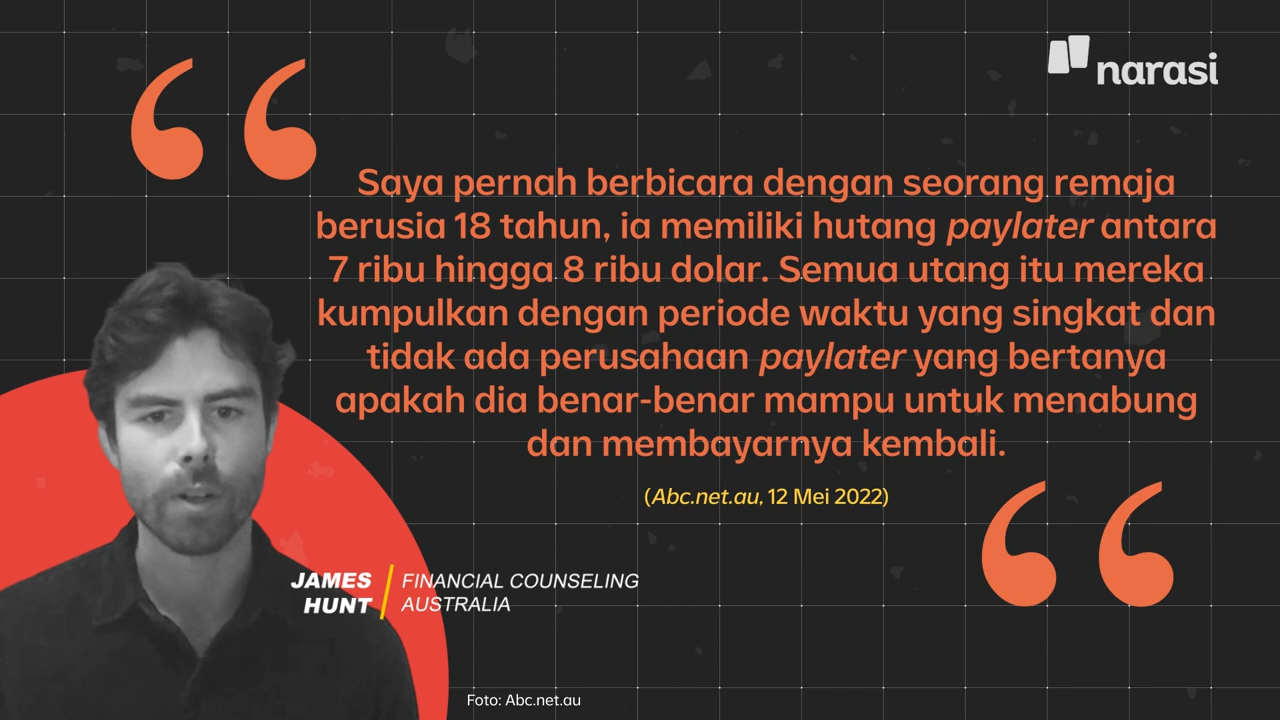 narasi
Saya pernah berbicara dengan seorang remaja
berusia 18 tahun, ia memiliki hutang paylater antara
7 ribu hingga 8 ribu dolar. Semua utang itu mereka
kumpulkan dengan periode waktu yang singkat dan
tidak ada perusahaan paylater yang bertanya
apakah dia benar-benar mampu untuk menabung
dan membayarnya kembali.
(Abc.net.au, 12 Mei 2022)
JAMES
HUNT
FINANCIAL COUNSELING
AUSTRALIA
Foto: Abc.net.au